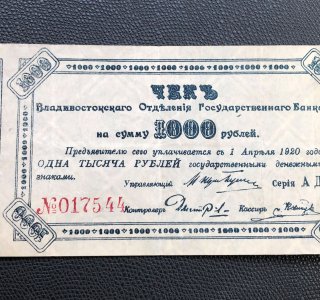 1000
ЧЕКЪ
Владивостокскаго Отдѣленія Государственнаго Банка
на сумму 1000 рублей.
Предъявителю сего уплачивается съ 1 Апрѣля 1920 года
ОДНА ТЫСЯЧА РУБЛЕЙ государственными денежными
знаками.
Управляющій
Серія А Д
№017544
Контролеръ
Кассиръ
1000